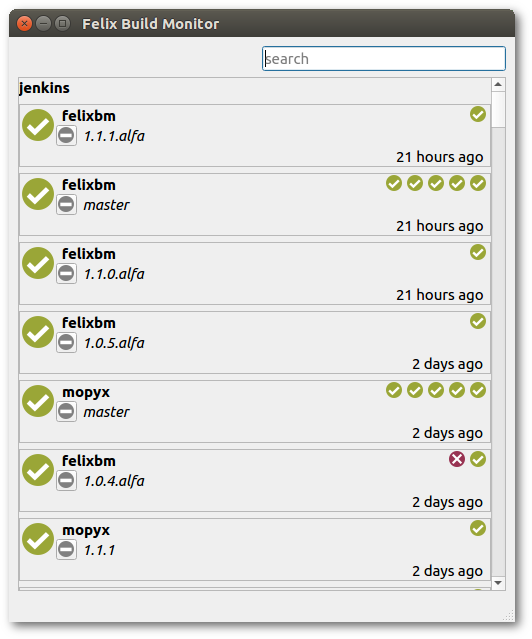 Felix Build Monitor
search
jenkins
felixbm
1.1.1.alfa
21 hours ago
felixbm
master
21 hours ago
felixbm
1.1.0.alfa
21 hours ago
felixbm
1.0.5.alfa
2 days ago
mopyx
master
2 days ago
felixbm
1.0.4.alfa
2 days ago
mopyx
1.1.1
2 days ago